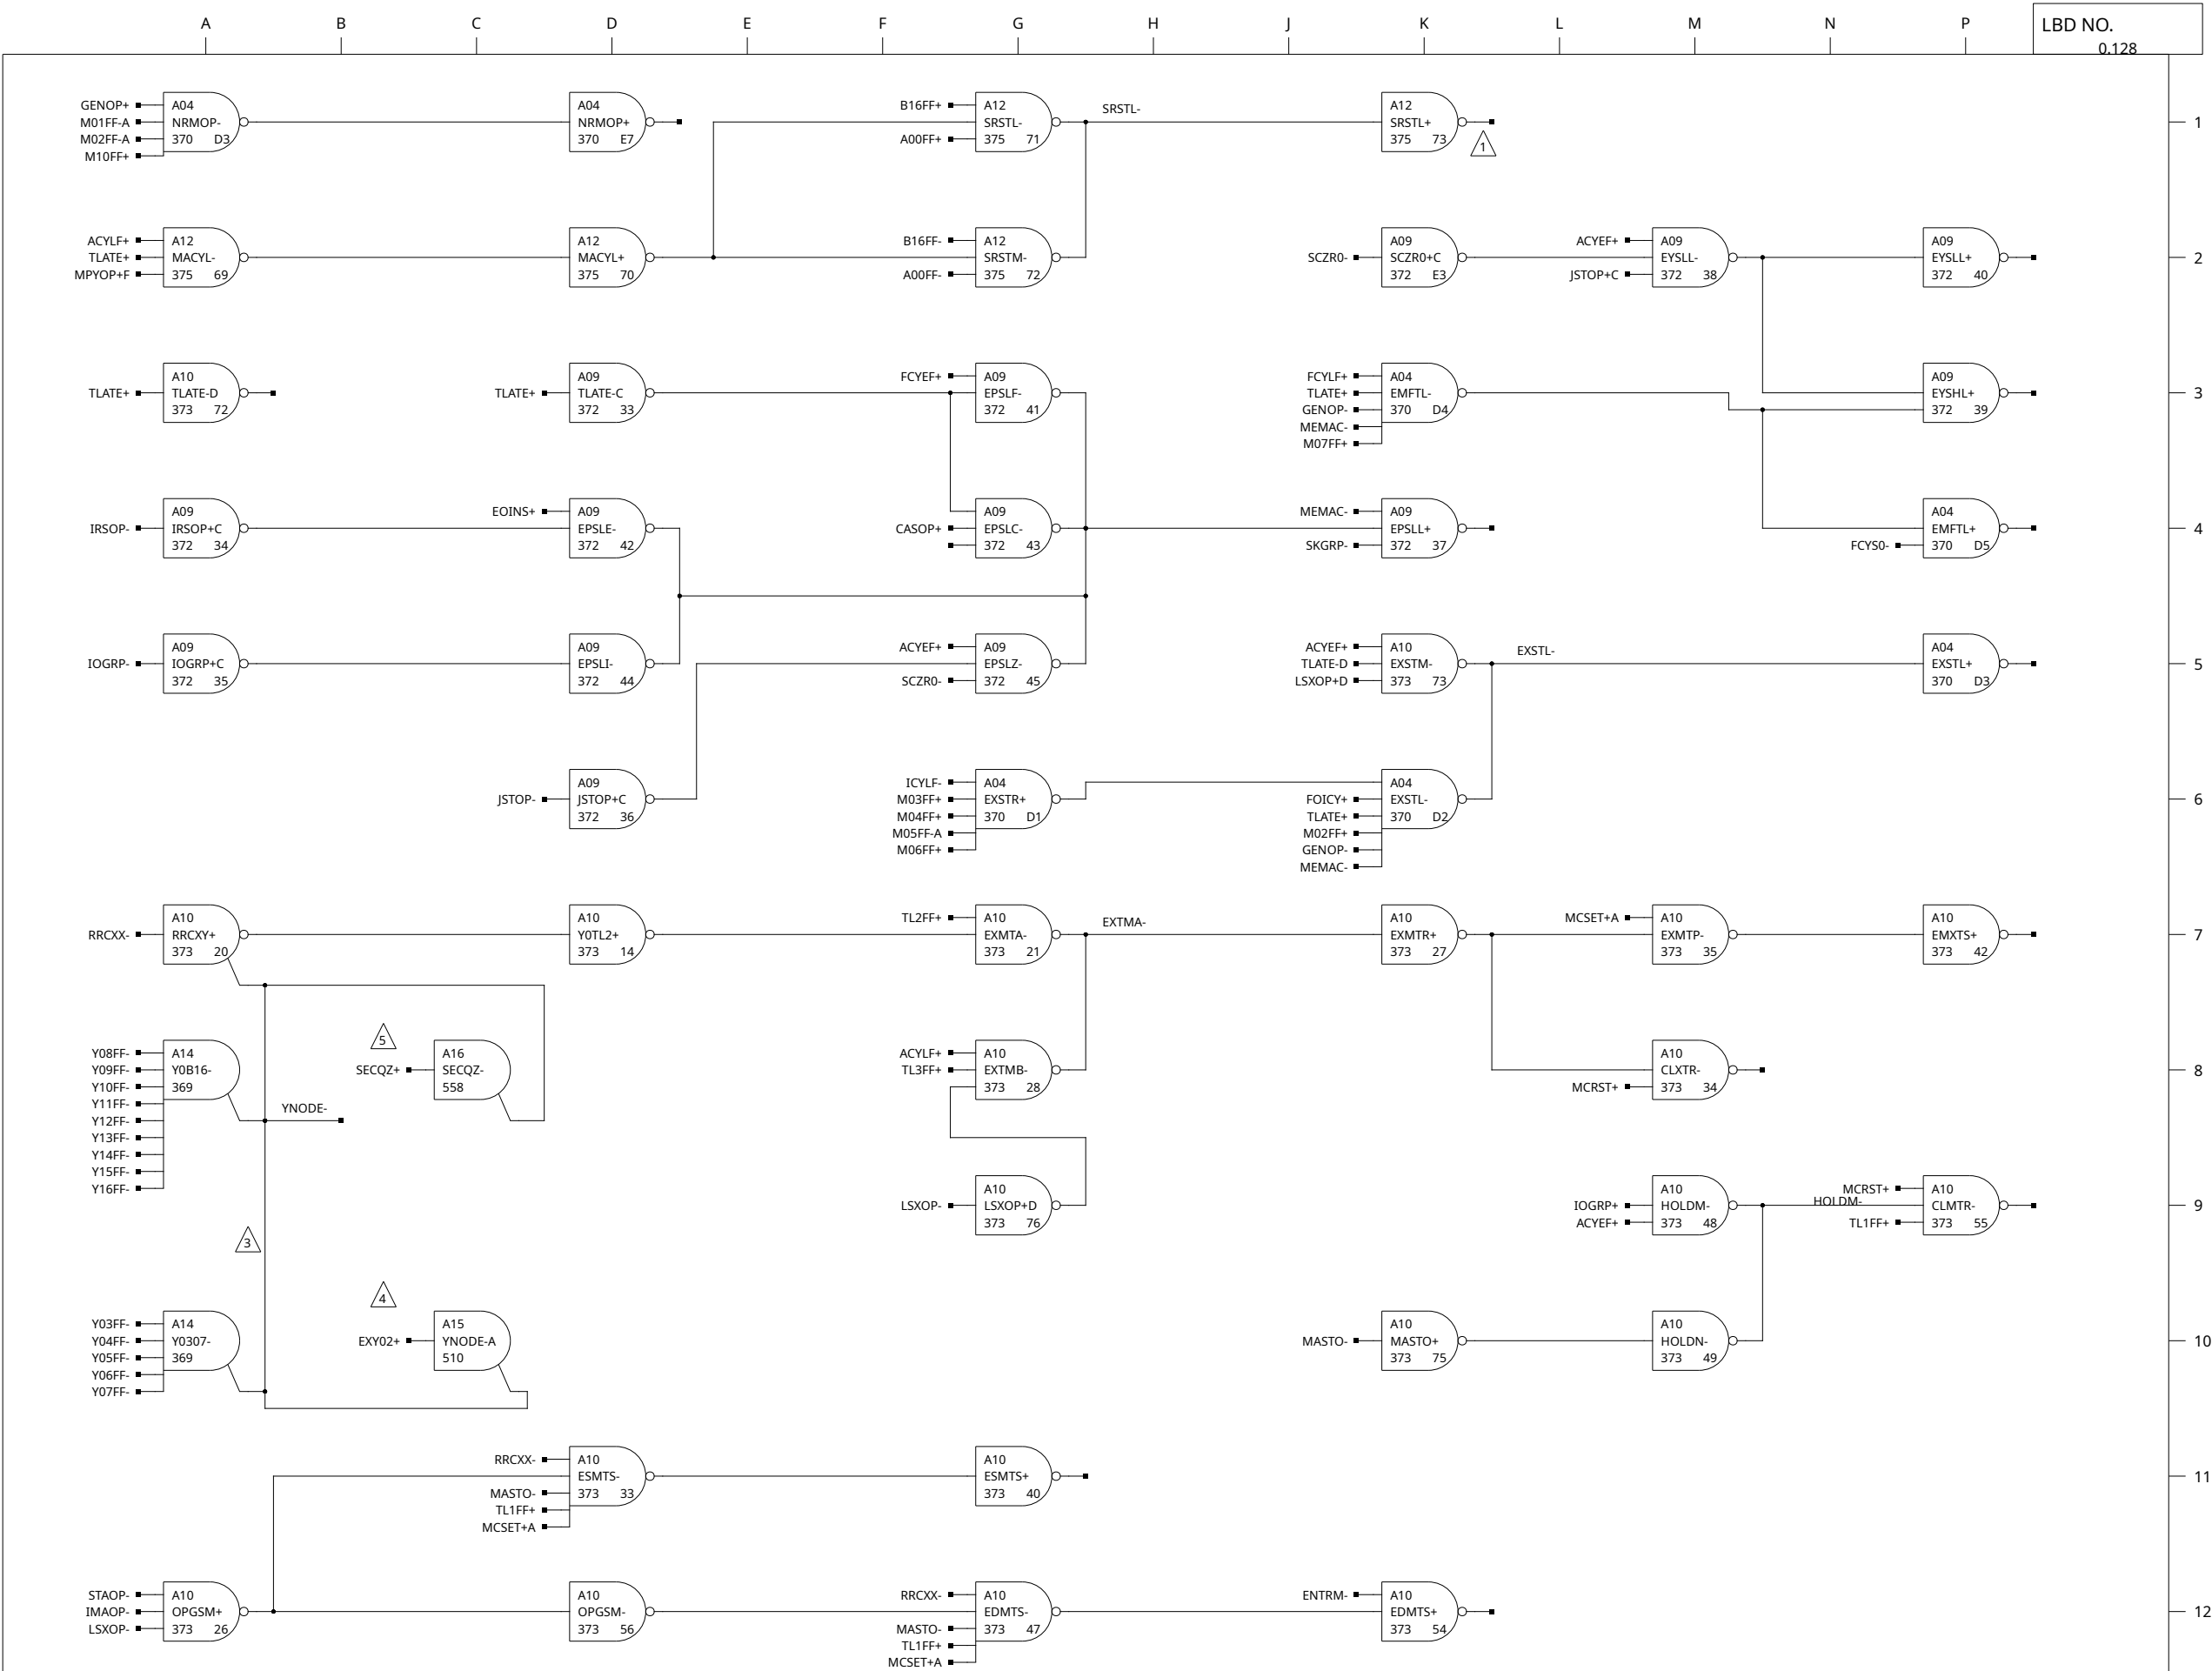 A B C D E F G H J K L M N P
LBD NO.
0.128
GENOP+
M01FF-A
M02FF-A
M10FF+
A04
NRMOP-
370 D3
A04
NRMOP+
370 E7
B16FF+
A00FF+
A12
SRSTL-
375 71
SRSTL-
A12
SRSTL+
375 73
1
1
ACYLF+
TLATE+
MPYOP+F
A12
MACYL-
375 69
A12
MACYL+
375 70
B16FF-
A00FF-
A12
SRSTM-
375 72
SCZR0-
A09
SCZR0+C
372 E3
ACYEF+
JSTOP+C
A09
EYSLL-
372 38
A09
EYSLL+
372 40
2
TLATE+
A10
TLATE-D
373 72
TLATE+
A09
TLATE-C
372 33
FCYEF+
A09
EPSLF-
372 41
FCYLF+
TLATE+
GENOP-
MEMAC-
M07FF+
A04
EMFTL-
370 D4
A09
EYSHL+
372 39
3
IRSOP-
A09
IRSOP+C
372 34
EOINS+
A09
EPSLE-
372 42
CASOP+
A09
EPSLC-
372 43
MEMAC-
SKGRP-
A09
EPSLL+
372 37
FCYS0-
A04
EMFTL+
370 D5
4
IOGRP-
A09
IOGRP+C
372 35
A09
EPSLI-
372 44
ACYEF+
SCZR0-
A09
EPSLZ-
372 45
ACYEF+
TLATE-D
LSXOP+D
A10
EXSTM-
373 73
EXSTL-
A04
EXSTL+
370 D3
5
JSTOP-
A09
JSTOP+C
372 36
ICYLF-
M03FF+
M04FF+
M05FF-A
M06FF+
A04
EXSTR+
370 D1
FOICY+
TLATE+
M02FF+
GENOP-
MEMAC-
A04
EXSTL-
370 D2
6
RRCXX-
A10
RRCXY+
373 20
A10
Y0TL2+
373 14
TL2FF+
A10
EXMTA-
373 21
EXTMA-
A10
EXMTR+
373 27
MCSET+A
A10
EXMTP-
373 35
A10
EMXTS+
373 42
7
Y08FF-
Y09FF-
Y10FF-
Y11FF-
Y12FF-
Y13FF-
Y14FF-
Y15FF-
Y16FF-
A14
Y0B16-
369
YNODE-
5
SECQZ+
A16
SECQZ-
558
ACYLF+
TL3FF+
A10
EXTMB-
373 28
MCRST+
A10
CLXTR-
373 34
8
3
LSXOP-
A10
LSXOP+D
373 76
IOGRP+
ACYEF+
A10
HOLDM-
373 48
HOLDM-
MCRST+
TL1FF+
A10
CLMTR-
373 55
9
Y03FF-
Y04FF-
Y05FF-
Y06FF-
Y07FF-
A14
Y0307-
369
4
EXY02+
A15
YNODE-A
510
MASTO-
A10
MASTO+
373 75
A10
HOLDN-
373 49
10
RRCXX-
MASTO-
TL1FF+
MCSET+A
A10
ESMTS-
373 33
A10
ESMTS+
373 40
11
STAOP-
IMAOP-
LSXOP-
A10
OPGSM+
373 26
A10
OPGSM-
373 56
RRCXX-
MASTO-
TL1FF+
MCSET+A
A10
EDMTS-
373 47
ENTRM-
A10
EDMTS+
373 54
12